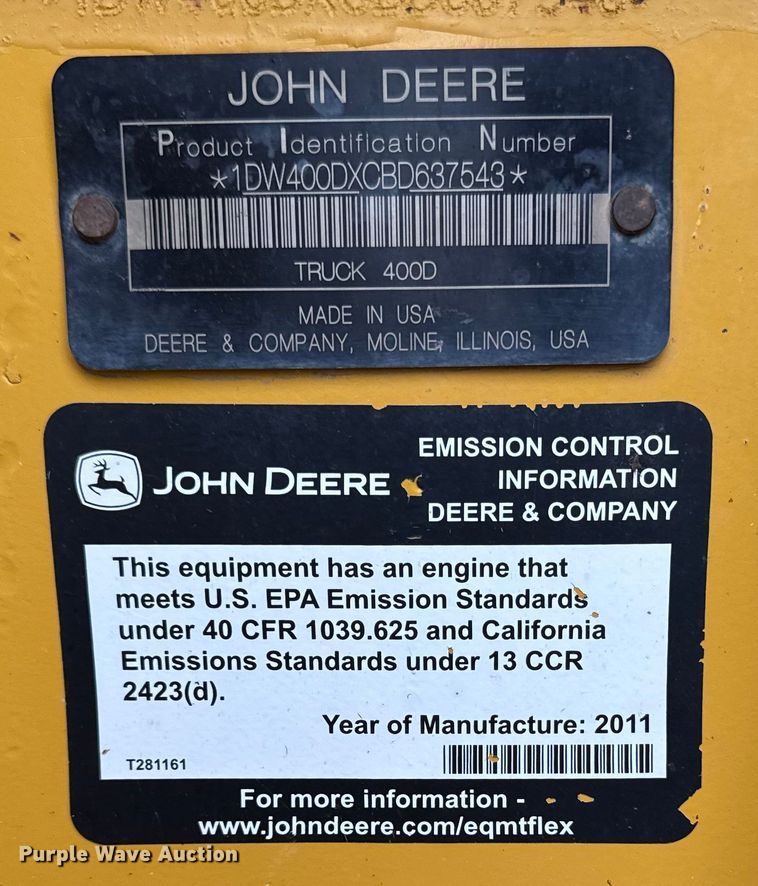 JOHN DEERE
Product Identification Number
*1DW400DXCBD637543*
TRUCK 400D
MADE IN USA
DEERE & COMPANY, MOLINE, ILLINOIS, USA
JOHN DEERE
EMISSION CONTROL
INFORMATION
DEERE & COMPANY
This equipment has an engine that
meets U.S. EPA Emission Standards
under 40 CFR 1039.625 and California
Emissions Standards under 13 CCR
2423(d).
Year of Manufacture: 2011
T281161
For more information -
www.johndeere.com/eqmtflex
Purple Wave Auction